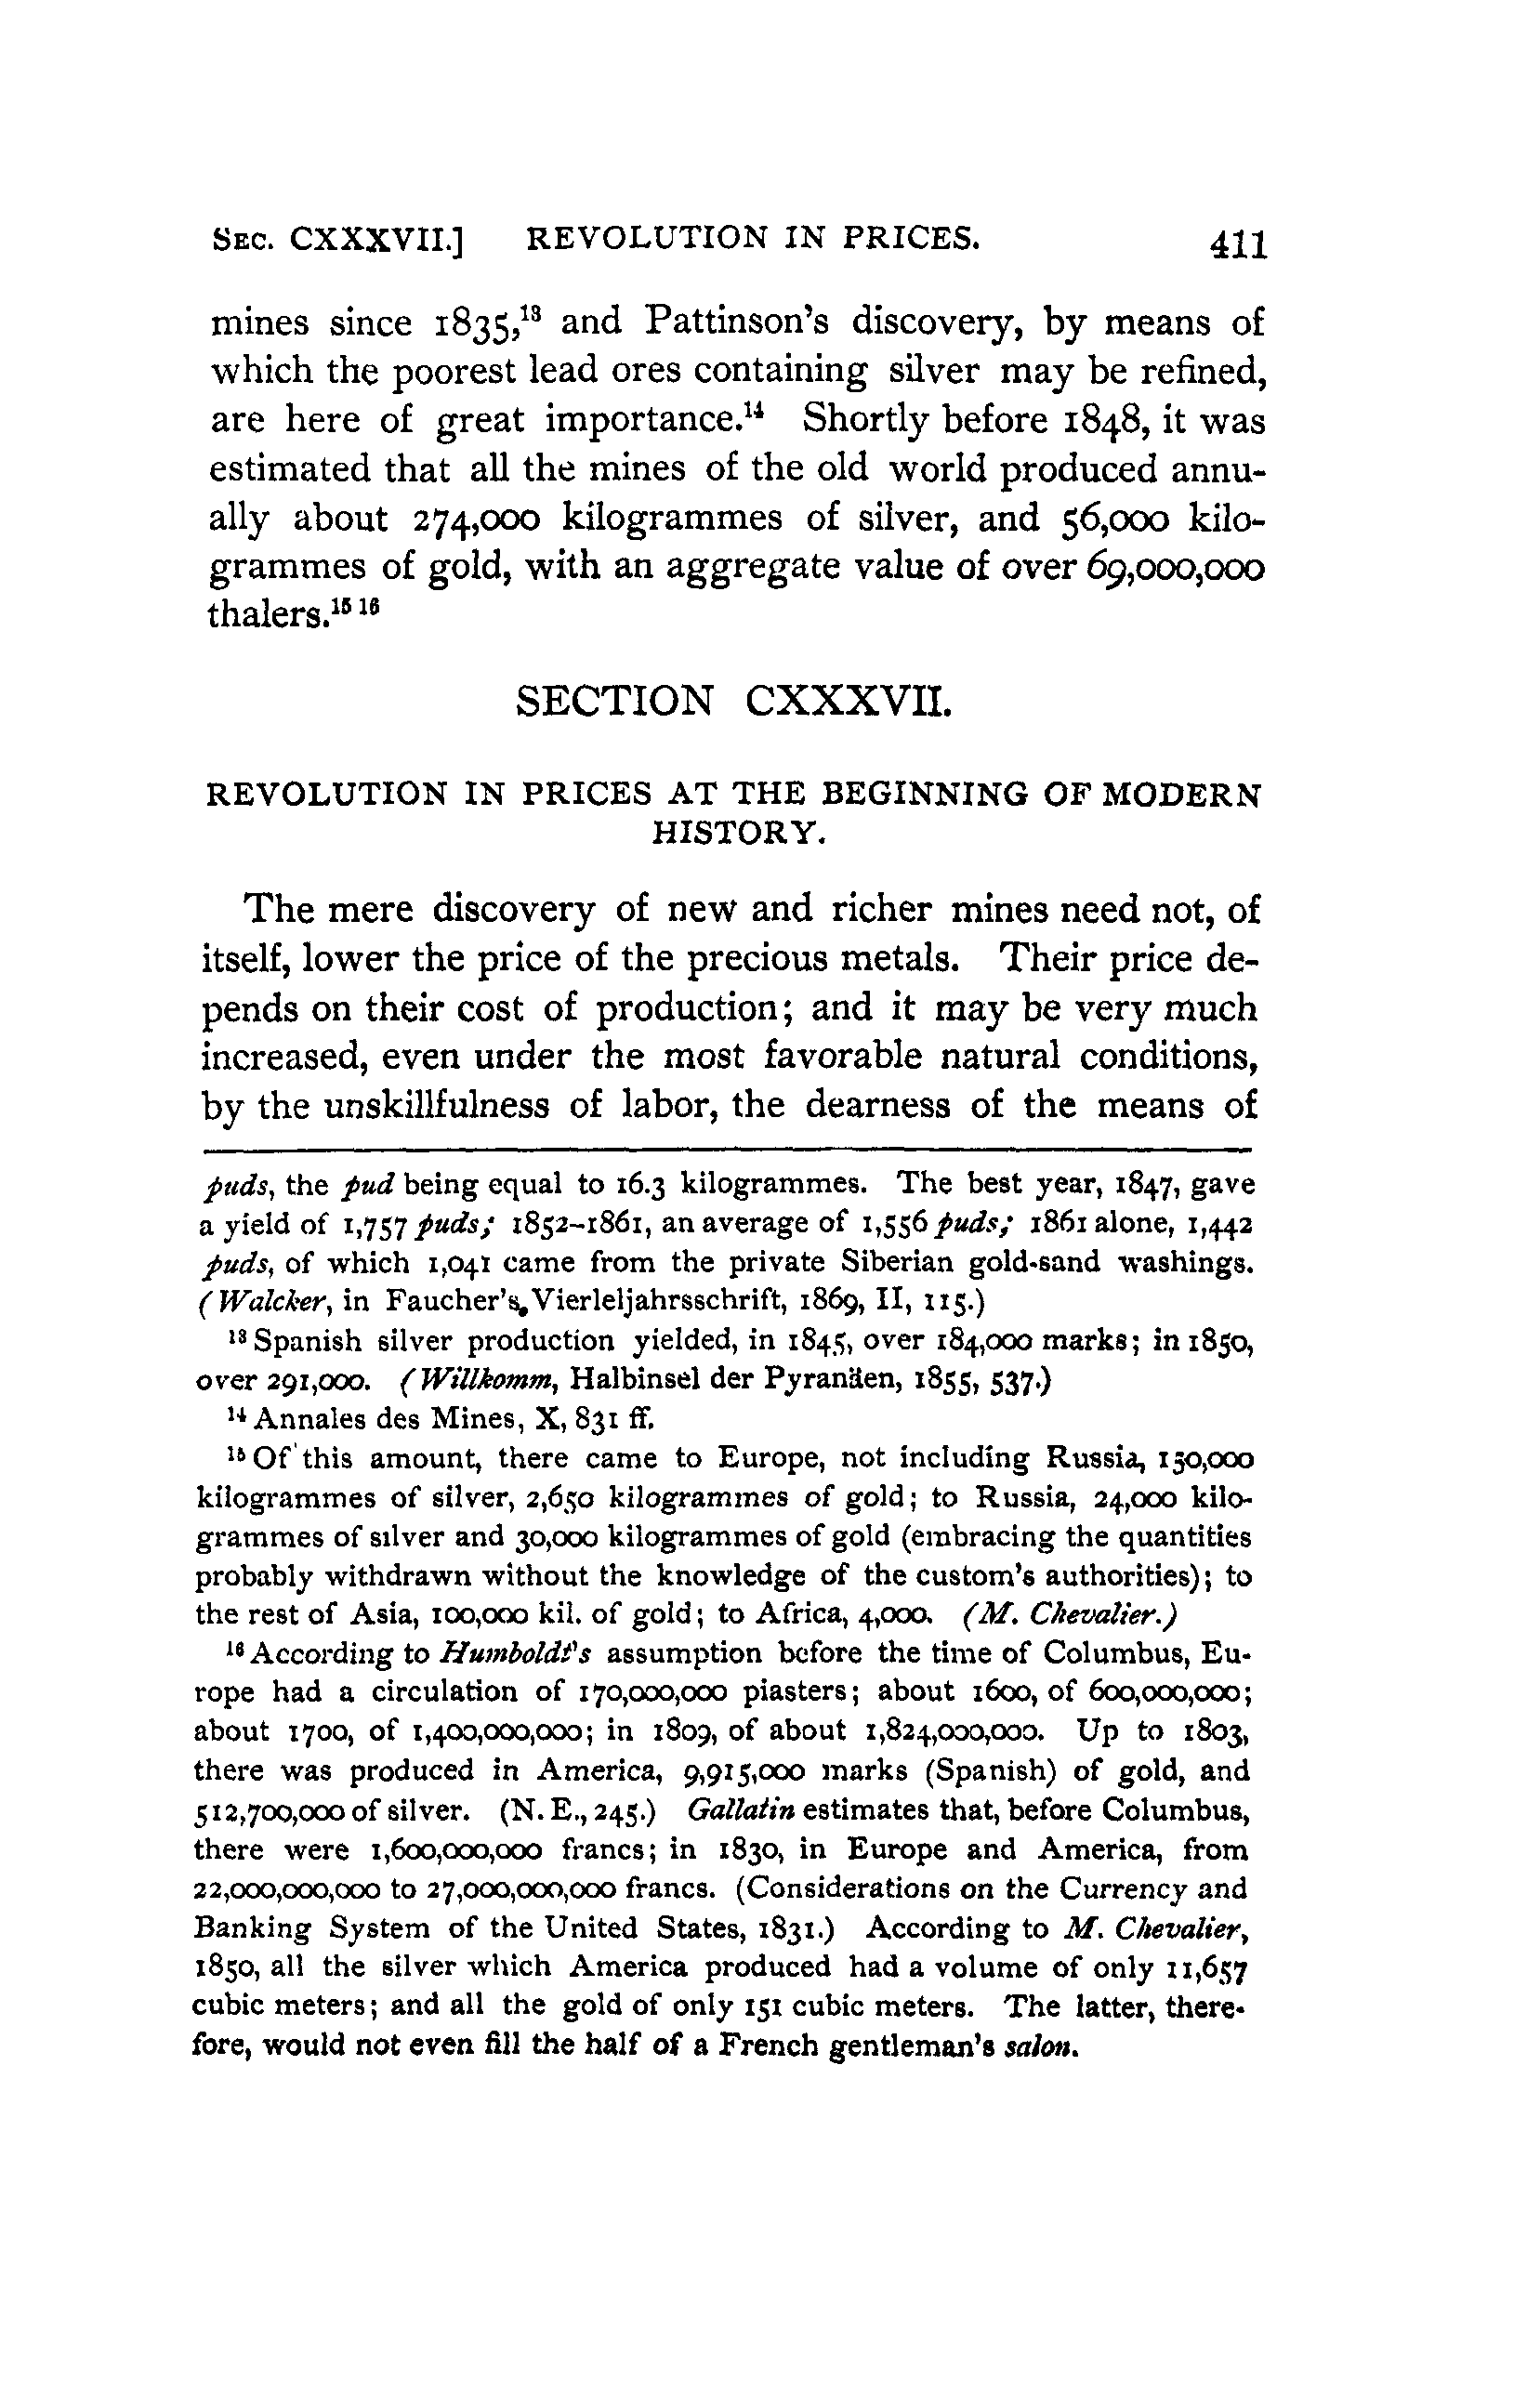 SEC. CXXXVII.] REVOLUTION IN PRICES. 411
mines since 1835,¹³ and Pattinson's discovery, by means of
which the poorest lead ores containing silver may be refined,
are here of great importance.¹⁴ Shortly before 1848, it was
estimated that all the mines of the old world produced annu-
ally about 274,000 kilogrammes of silver, and 56,000 kilo-
grammes of gold, with an aggregate value of over 69,000,000
thalers.¹⁵ ¹⁶
SECTION CXXXVII.
REVOLUTION IN PRICES AT THE BEGINNING OF MODERN
HISTORY.
The mere discovery of new and richer mines need not, of
itself, lower the price of the precious metals. Their price de-
pends on their cost of production; and it may be very much
increased, even under the most favorable natural conditions,
by the unskillfulness of labor, the dearness of the means of
puds, the pud being equal to 16.3 kilogrammes. The best year, 1847, gave
a yield of 1,757 puds; 1852-1861, an average of 1,556 puds; 1861 alone, 1,442
puds, of which 1,041 came from the private Siberian gold-sand washings.
(Walcker, in Faucher's, Vierleljahrsschrift, 1869, II, 115.)
¹³ Spanish silver production yielded, in 1845, over 184,000 marks; in 1850,
over 291,000. (Willkomm, Halbinsel der Pyranäen, 1855, 537.)
¹⁴ Annales des Mines, X, 831 ff.
¹⁵ Of this amount, there came to Europe, not including Russia, 150,000
kilogrammes of silver, 2,650 kilogrammes of gold; to Russia, 24,000 kilo-
grammes of silver and 30,000 kilogrammes of gold (embracing the quantities
probably withdrawn without the knowledge of the custom's authorities); to
the rest of Asia, 100,000 kil. of gold; to Africa, 4,000. (M. Chevalier.)
¹⁶ According to Humboldt's assumption before the time of Columbus, Eu-
rope had a circulation of 170,000,000 piasters; about 1600, of 600,000,000;
about 1700, of 1,400,000,000; in 1809, of about 1,824,000,000. Up to 1803,
there was produced in America, 9,915,000 marks (Spanish) of gold, and
512,700,000 of silver. (N. E., 245.) Gallatin estimates that, before Columbus,
there were 1,600,000,000 francs; in 1830, in Europe and America, from
22,000,000,000 to 27,000,000,000 francs. (Considerations on the Currency and
Banking System of the United States, 1831.) According to M. Chevalier,
1850, all the silver which America produced had a volume of only 11,657
cubic meters; and all the gold of only 151 cubic meters. The latter, there-
fore, would not even fill the half of a French gentleman's salon.